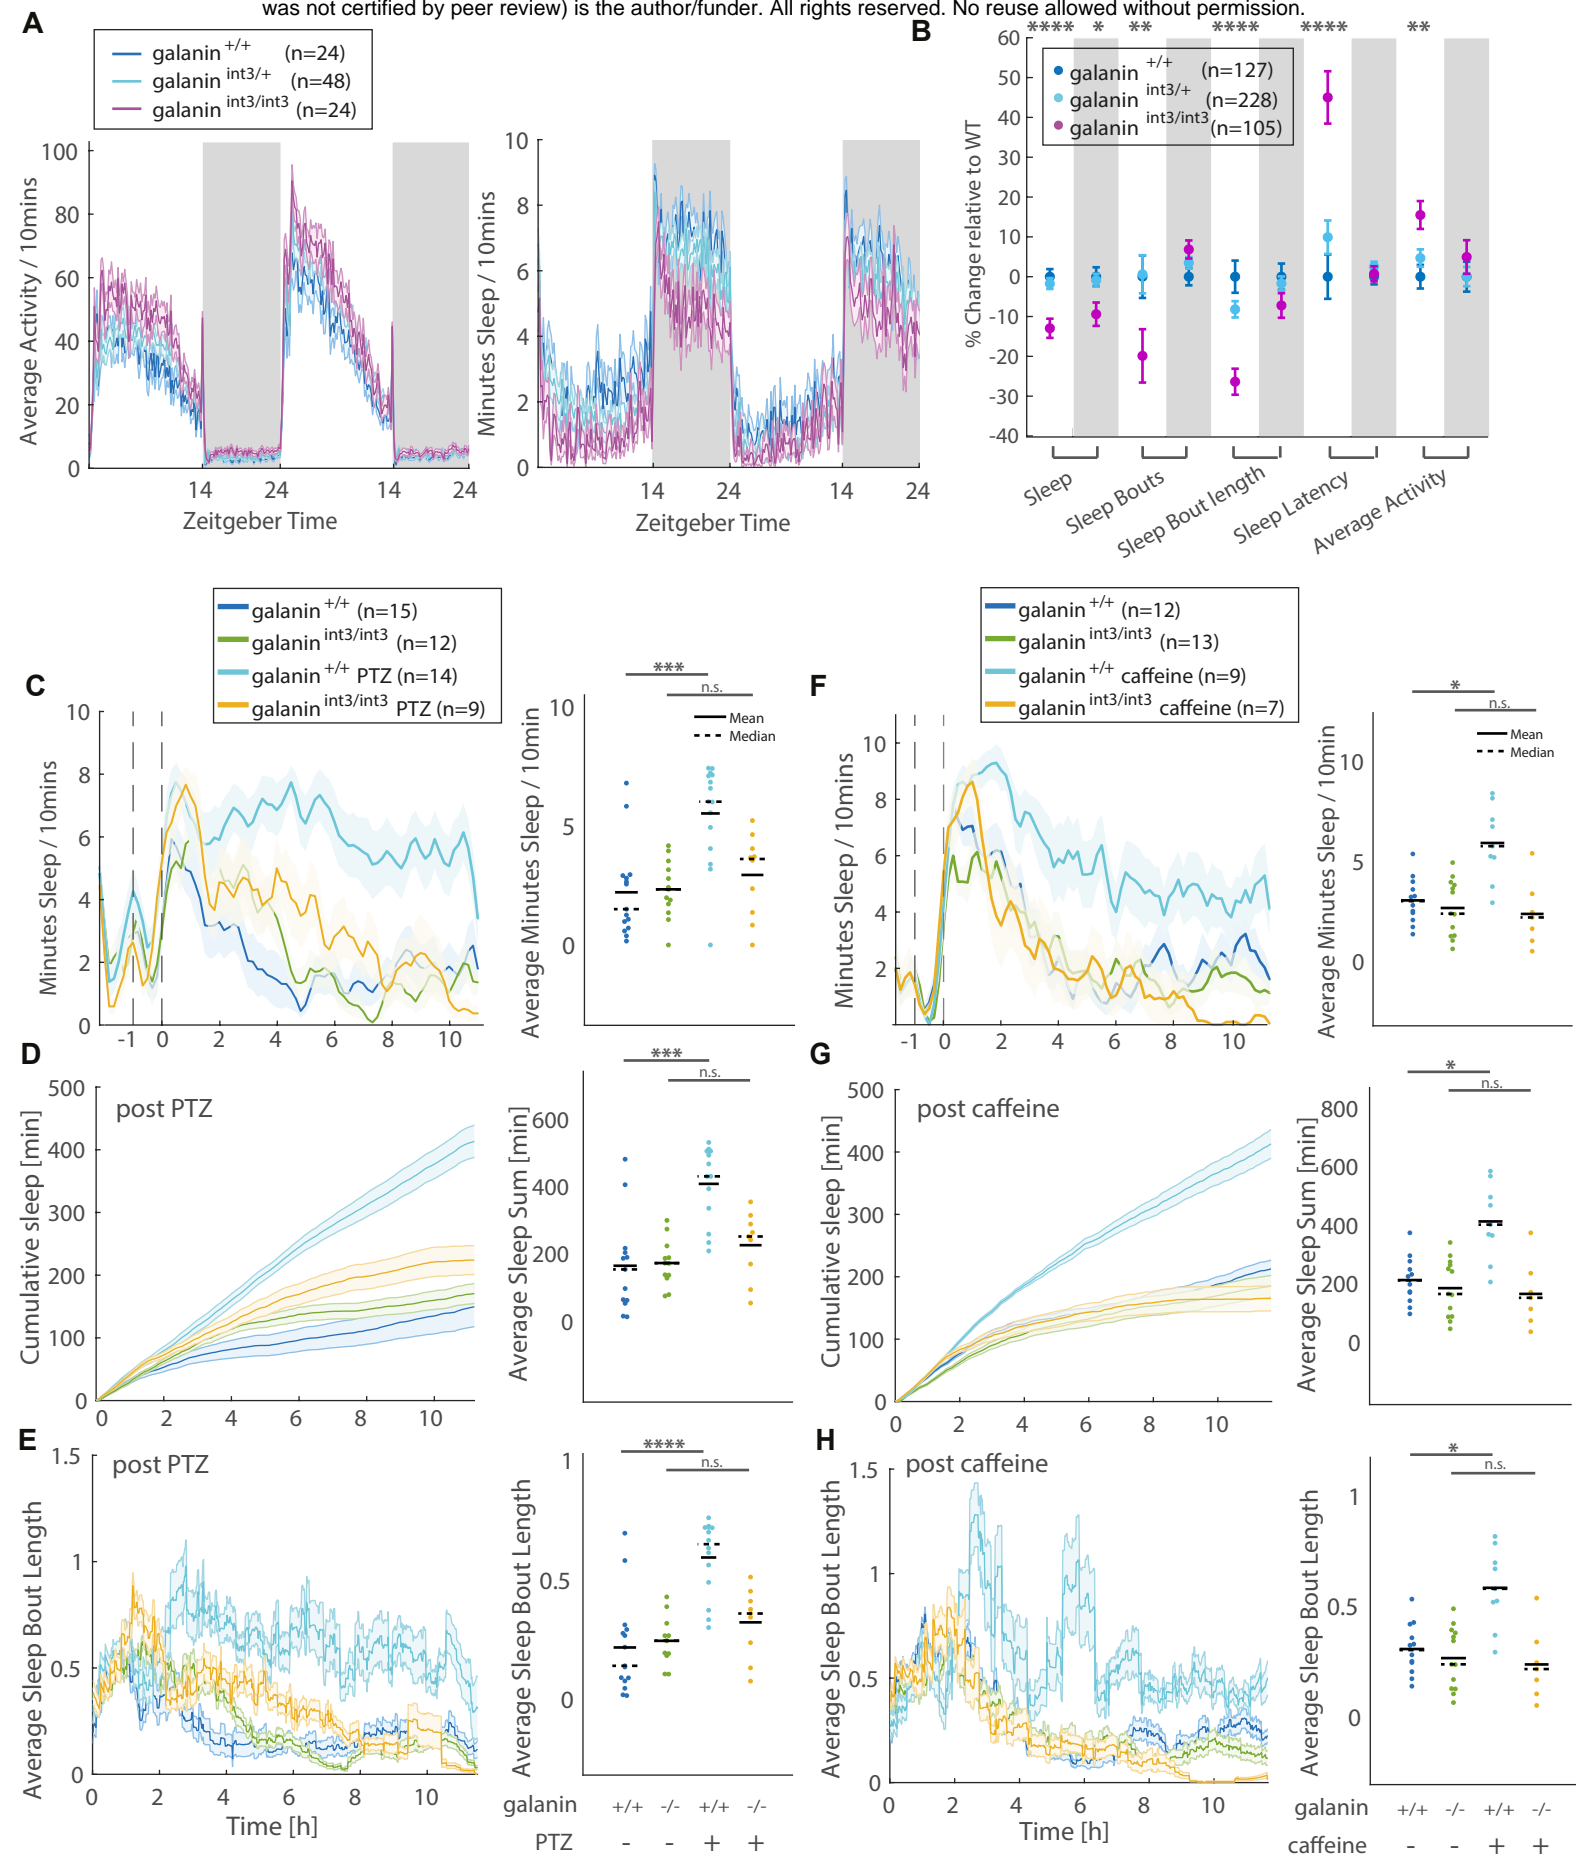 was not certified by peer review) is the author/funder. All rights reserved. No reuse allowed without permission.
A
galanin +/+ (n=24)
galanin int3/+ (n=48)
galanin int3/int3 (n=24)
Average Activity / 10mins
100
80
60
40
20
0
14 24 14 24
Zeitgeber Time
Minutes Sleep / 10mins
10
8
6
4
2
0
14 24 14 24
Zeitgeber Time
B
**** * ** **** **** **
galanin +/+ (n=127)
galanin int3/+ (n=228)
galanin int3/int3 (n=105)
% Change relative to WT
60
50
40
30
20
10
0
-10
-20
-30
-40
Sleep
Sleep Bouts
Sleep Bout length
Sleep Latency
Average Activity
C
galanin +/+ (n=15)
galanin int3/int3 (n=12)
galanin +/+ PTZ (n=14)
galanin int3/int3 PTZ (n=9)
Minutes Sleep / 10mins
10
8
6
4
2
0
-1 0 2 4 6 8 10
***
n.s.
Mean
Median
Average Minutes Sleep / 10min
10
5
0
F
galanin +/+ (n=12)
galanin int3/int3 (n=13)
galanin +/+ caffeine (n=9)
galanin int3/int3 caffeine (n=7)
Minutes Sleep / 10mins
10
8
6
4
2
-1 0 2 4 6 8 10
*
n.s.
Mean
Median
Average Minutes Sleep / 10min
10
5
0
D
post PTZ
Cumulative sleep [min]
500
400
300
200
100
0
0 2 4 6 8 10
***
n.s.
Average Sleep Sum [min]
600
400
200
0
G
post caffeine
Cumulative sleep [min]
500
400
300
200
100
0
0 2 4 6 8 10
*
n.s.
Average Sleep Sum [min]
800
600
400
200
0
E
post PTZ
Average Sleep Bout Length
1.5
1
0.5
0
0 2 4 6 8 10
Time [h]
****
n.s.
Average Sleep Bout Length
1
0.5
0
galanin +/+ -/- +/+ -/-
PTZ - - + +
H
post caffeine
Average Sleep Bout Length
1.5
1
0.5
0
0 2 4 6 8 10
Time [h]
*
n.s.
Average Sleep Bout Length
1
0.5
0
galanin +/+ -/- +/+ -/-
caffeine - - + +